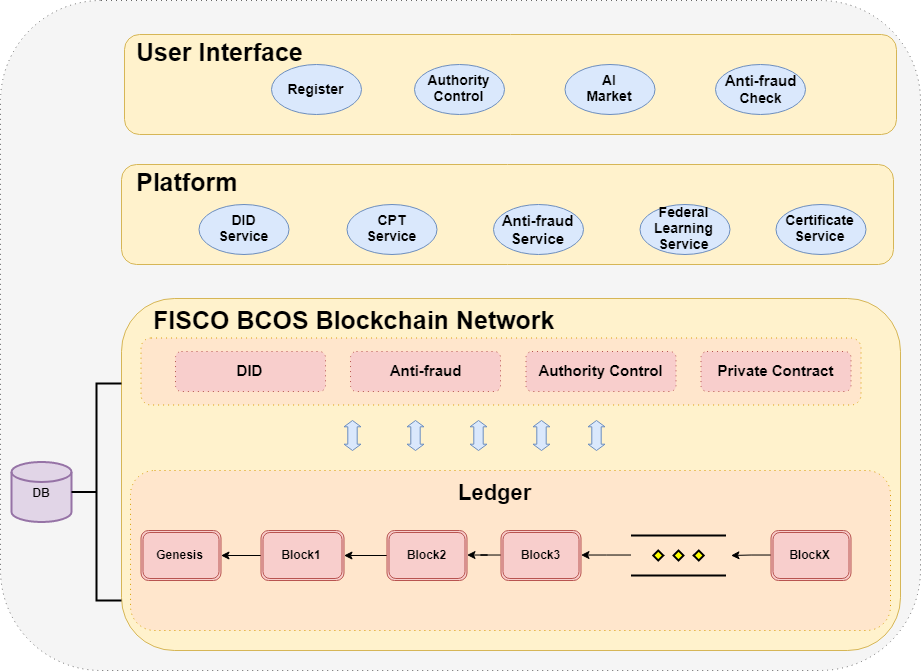 User Interface
Register
Authority
Control
AI
Market
Anti-fraud
Check
Platform
DID
Service
CPT
Service
Anti-fraud
Service
Federal
Learning
Service
Certificate
Service
FISCO BCOS Blockchain Network
DID
Anti-fraud
Authority Control
Private Contract
DB
Ledger
Genesis
Block1
Block2
Block3
BlockX